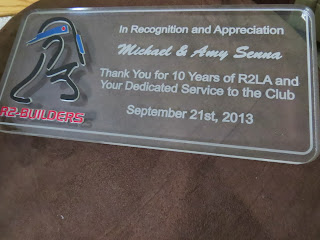 In Recognition and Appreciation
Michael & Amy Senna
Thank You for 10 Years of R2LA and
Your Dedicated Service to the Club
September 21st, 2013
R2-BUILDERS